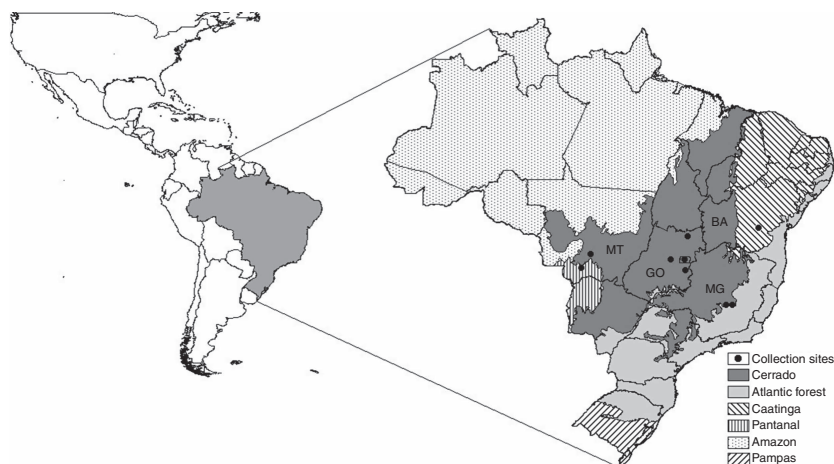 BA
MT
GO
MG
Collection sites
Cerrado
Atlantic forest
Caatinga
Pantanal
Amazon
Pampas